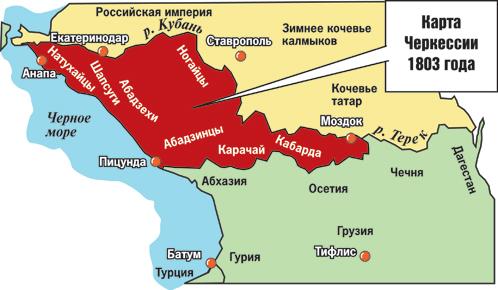 Российская империя
р. Кубань
Екатеринодар
Зимнее кочевье
калмыков
Карта
Черкессии
1803 года
Ставрополь
Натухайцы
Анапа
Шапсуги
Абадзехи
Ногайцы
Кочевье
татар
Черное
море
Моздок
р. Терек
Абадзинцы
Карачай
Кабарда
Пицунда
Абхазия
Осетия
Чечня
Дагестан
Грузия
Тифлис
Батум
Гурия
Турция